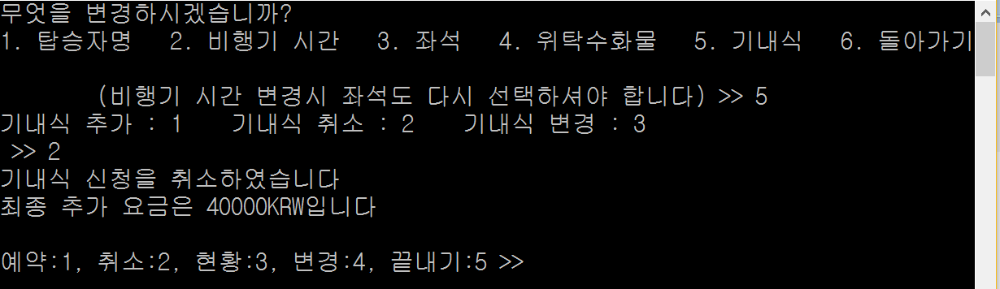 무엇을 변경하시겠습니까?
1. 탑승자명 2. 비행기 시간 3. 좌석 4. 위탁수화물 5. 기내식 6. 돌아가기
(비행기 시간 변경시 좌석도 다시 선택하셔야 합니다) >> 5
기내식 추가 : 1 기내식 취소 : 2 기내식 변경 : 3
>> 2
기내식 신청을 취소하였습니다
최종 추가 요금은 40000KRW입니다
예약:1, 취소:2, 현황:3, 변경:4, 끝내기:5 >>